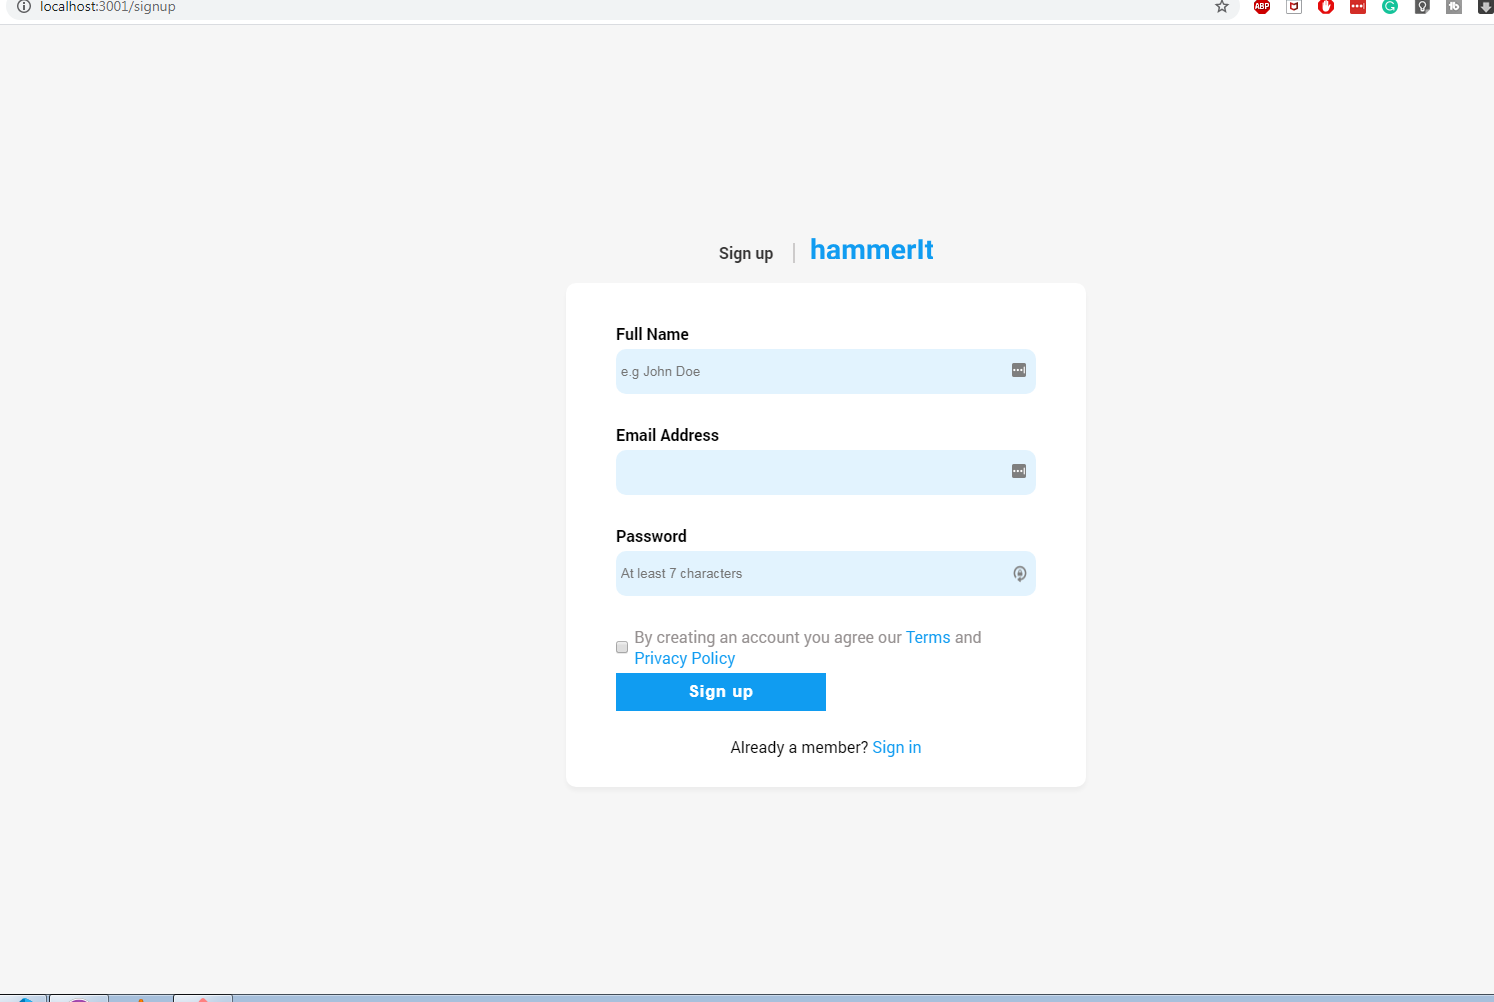 localhost:3001/signup
ABP
Sign up | hammerIt
Full Name
e.g John Doe
Email Address
Password
At least 7 characters
By creating an account you agree our Terms and
Privacy Policy
Sign up
Already a member? Sign in